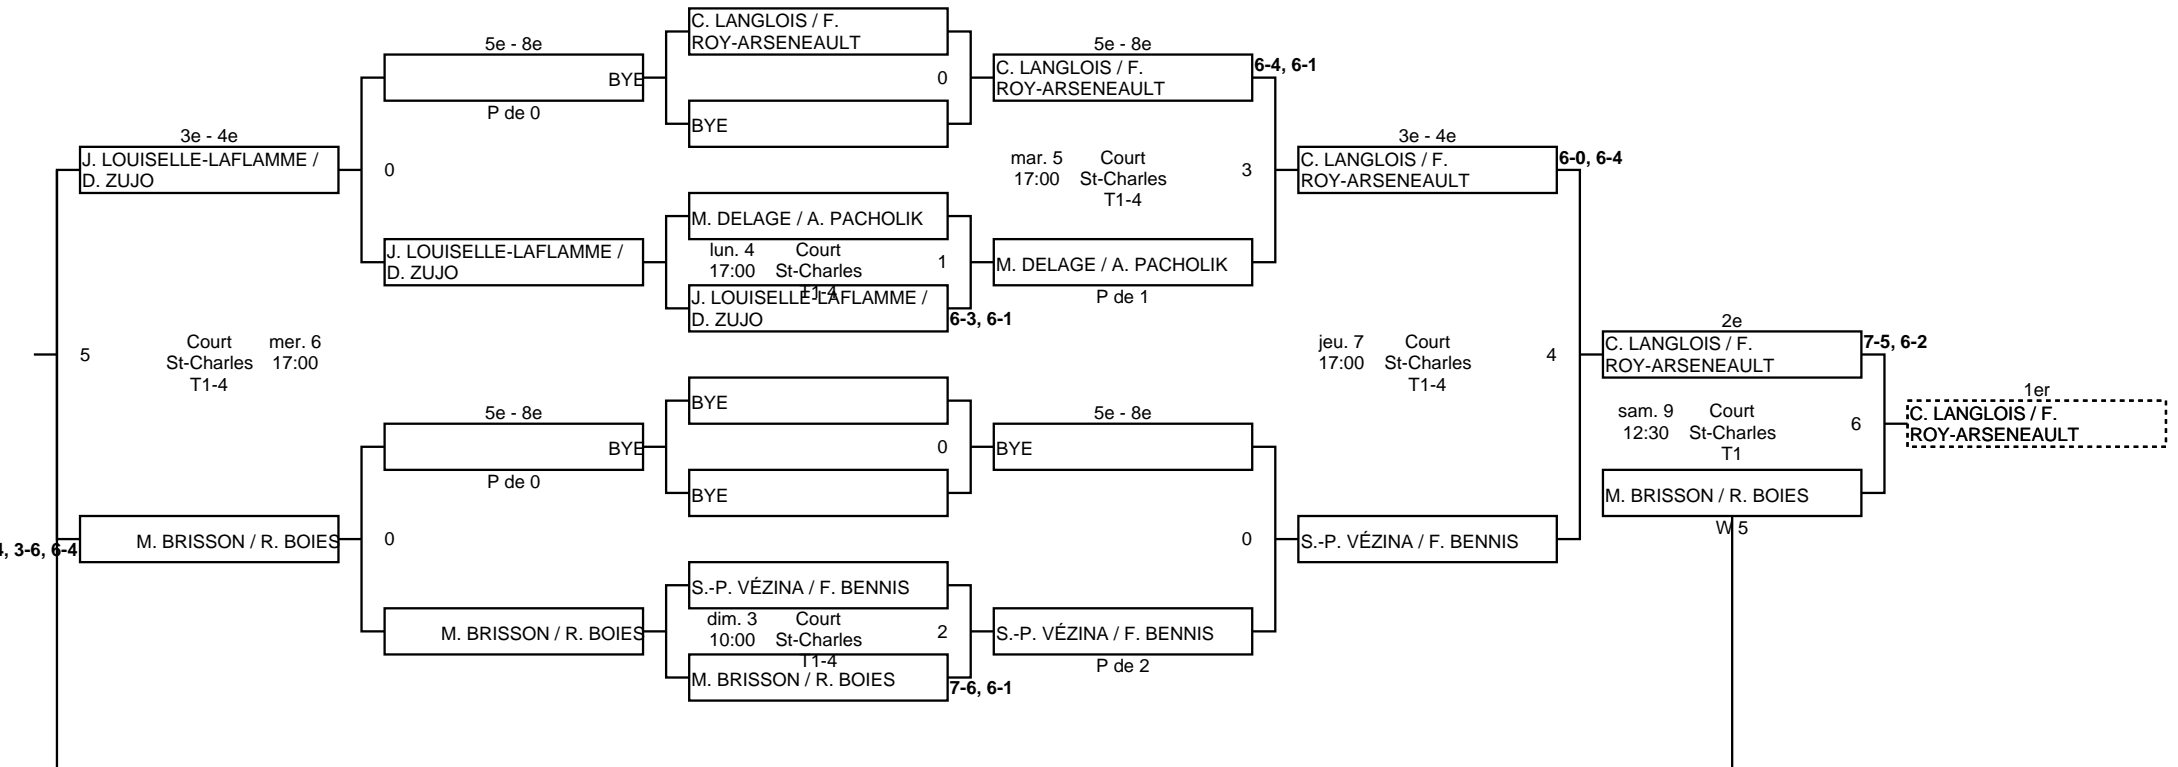 C. LANGLOIS / F.
ROY-ARSENEAULT
5e - 8e
BYE
0
P de 0
BYE
5e - 8e
C. LANGLOIS / F.
ROY-ARSENEAULT
6-4, 6-1
3e - 4e
J. LOUISELLE-LAFLAMME /
D. ZUJO
0
M. DELAGE / A. PACHOLIK
lun. 4 Court
17:00 St-Charles
T1-4
1
J. LOUISELLE-LAFLAMME /
D. ZUJO
J. LOUISELLE-LAFLAMME /
D. ZUJO
6-3, 6-1
mar. 5 Court
17:00 St-Charles
T1-4
3
M. DELAGE / A. PACHOLIK
P de 1
3e - 4e
C. LANGLOIS / F.
ROY-ARSENEAULT
6-0, 6-4
5
Court mer. 6
St-Charles 17:00
T1-4
jeu. 7 Court
17:00 St-Charles
T1-4
4
2e
C. LANGLOIS / F.
ROY-ARSENEAULT
7-5, 6-2
sam. 9 Court
12:30 St-Charles
T1
6
1er
C. LANGLOIS / F.
ROY-ARSENEAULT
M. BRISSON / R. BOIES
W 5
5e - 8e
BYE
P de 0
BYE
0
BYE
5e - 8e
BYE
, 3-6, 6-4
M. BRISSON / R. BOIES
0
0
S.-P. VÉZINA / F. BENNIS
M. BRISSON / R. BOIES
S.-P. VÉZINA / F. BENNIS
dim. 3 Court
10:00 St-Charles
T1-4
2
M. BRISSON / R. BOIES
7-6, 6-1
S.-P. VÉZINA / F. BENNIS
P de 2